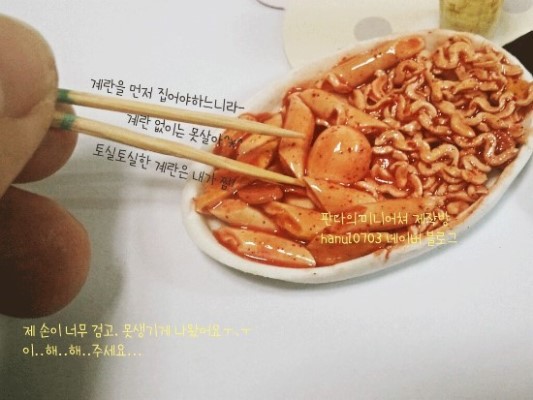 계란을 먼저 집어야하느니라~
계란 없이는 못살아
토실토실한 계란은 내가
판다의미니어쳐 제작방
hanul0703 네이버 블로그
제 손이 너무 검고, 못생기게 나왔어요ㅜ.ㅜ
이..해..해..주세요...